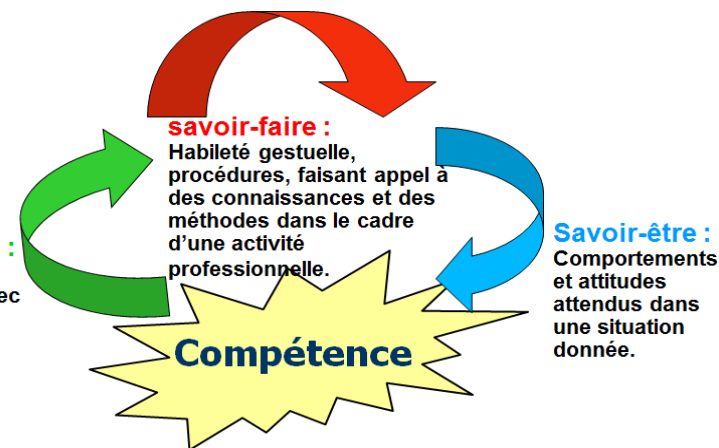 savoir-faire :
Habileté gestuelle,
procédures, faisant appel à
des connaissances et des
méthodes dans le cadre
d'une activité
professionnelle.
:
ec
Savoir-être :
Comportements
et attitudes
attendus dans
une situation
donnée.
Compétence